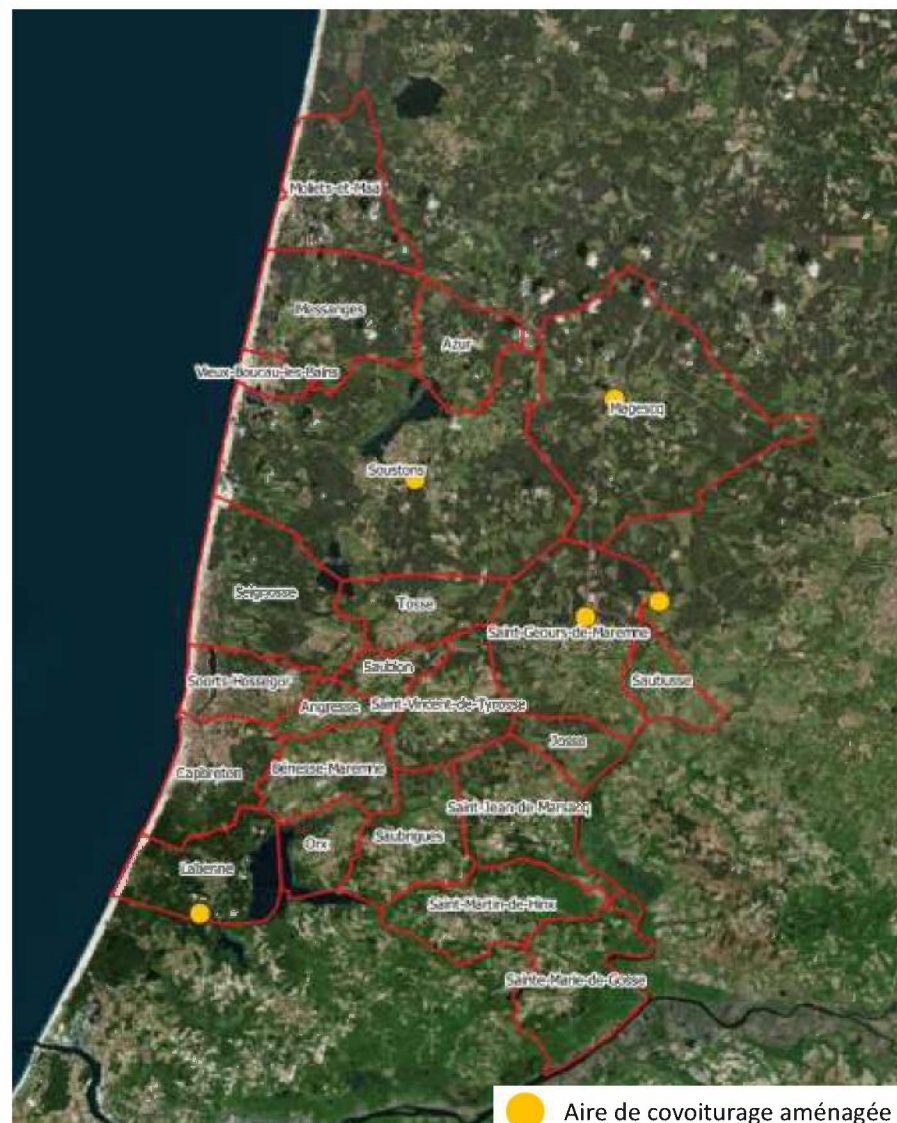 Moliets-et-Maâ
Messanges
Azur
Vieux-Boucau-les-Bains
Magescq
Soustons
Seignosse
Tosse
Saint-Geours-de-Maremne
Saubion
Soorts-Hossegor
Saubusse
Angresse
Saint-Vincent-de-Tyrosse
Josse
Capbreton
Bénesse-Maremne
Saint-Jean-de-Marsacq
Orx
Saubrigues
Labenne
Saint-Martin-de-Hinx
Sainte-Marie-de-Gosse
Aire de covoiturage aménagée